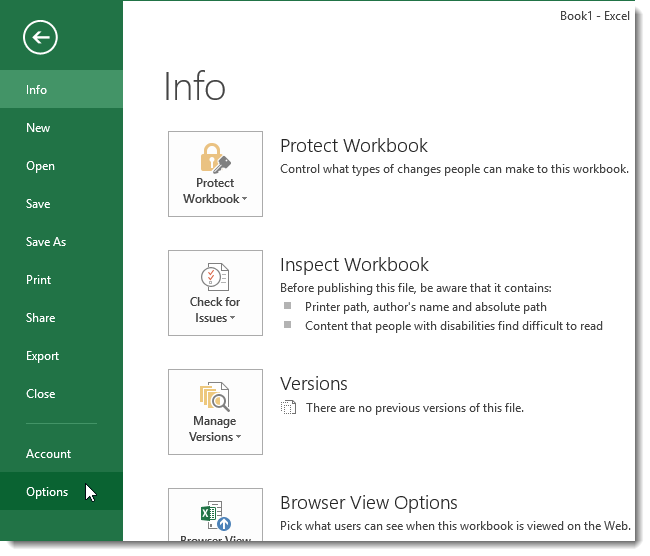 Book1 - Excel
Info
New
Open
Save
Save As
Print
Share
Export
Close
Account
Options
Info
Protect
Workbook
Protect Workbook
Control what types of changes people can make to this workbook.
Check for
Issues
Inspect Workbook
Before publishing this file, be aware that it contains:
Printer path, author's name and absolute path
Content that people with disabilities find difficult to read
Manage
Versions
Versions
There are no previous versions of this file.
Browser View
Browser View Options
Pick what users can see when this workbook is viewed on the Web.